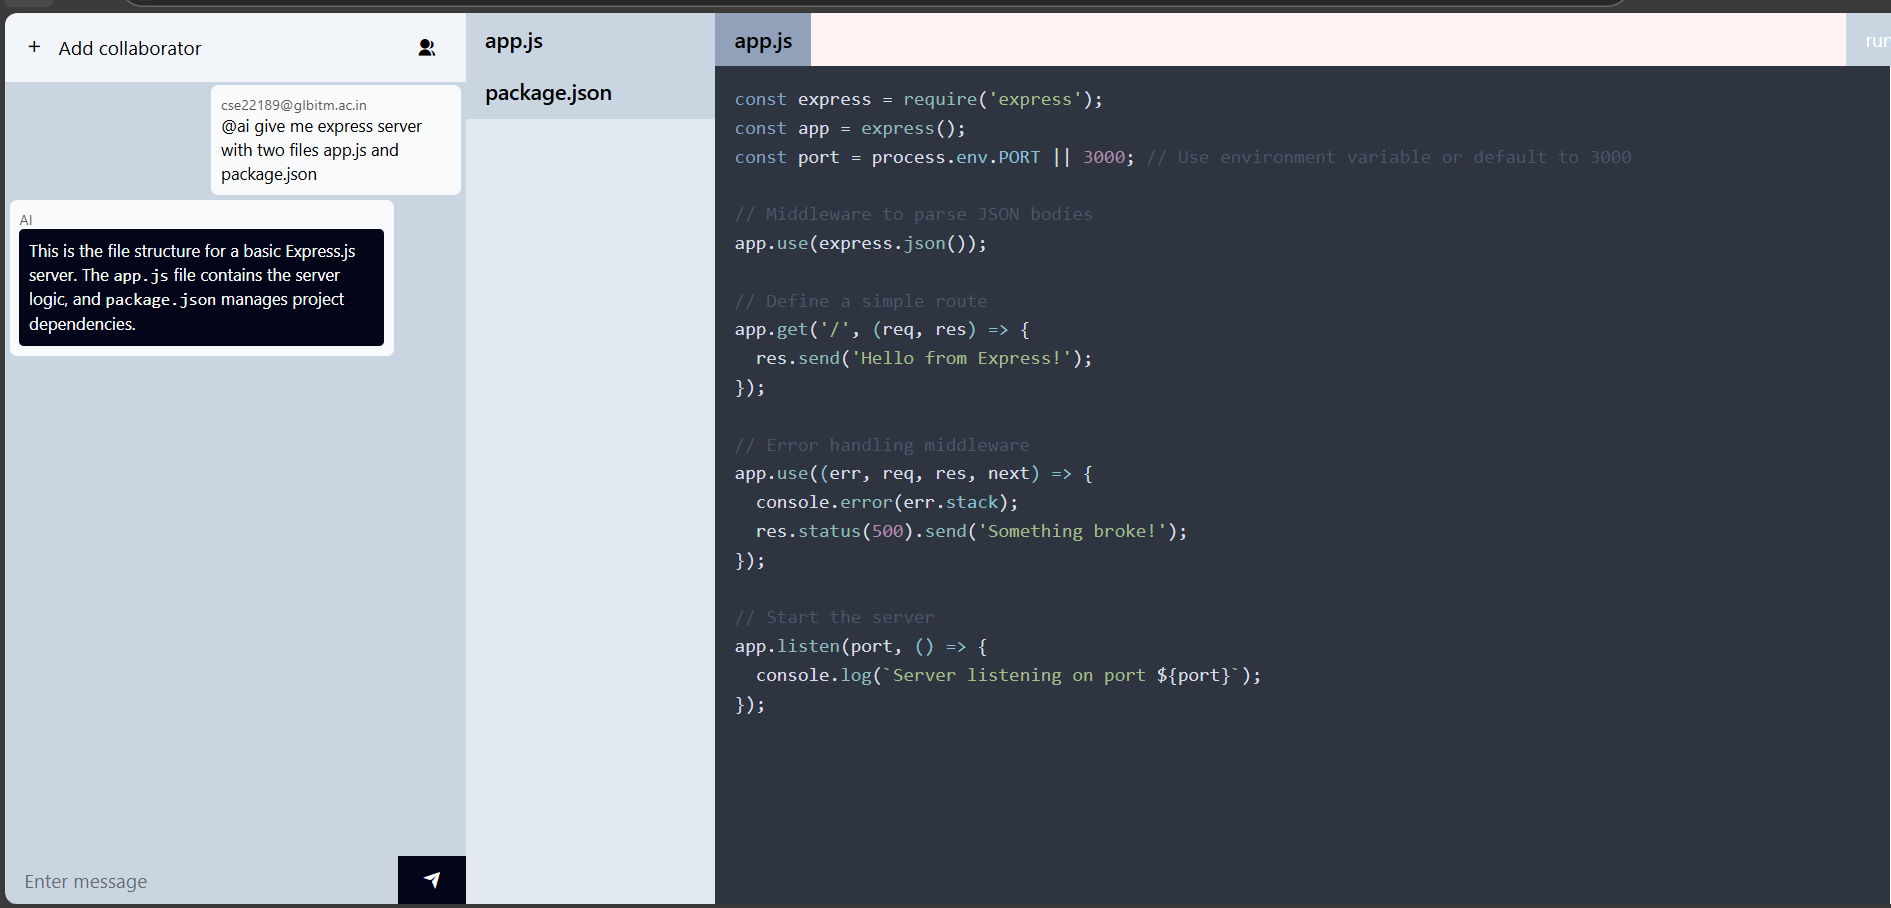 + Add collaborator
cse22189@glbitm.ac.in
@ai give me express server
with two files app.js and
package.json
AI
This is the file structure for a basic Express.js
server. The app.js file contains the server
logic, and package.json manages project
dependencies.
Enter message
app.js
package.json
app.js
run
const express = require('express');
const app = express();
const port = process.env.PORT || 3000; // Use environment variable or default to 3000
// Middleware to parse JSON bodies
app.use(express.json());
// Define a simple route
app.get('/', (req, res) => {
  res.send('Hello from Express!');
});
// Error handling middleware
app.use((err, req, res, next) => {
  console.error(err.stack);
  res.status(500).send('Something broke!');
});
// Start the server
app.listen(port, () => {
  console.log(`Server listening on port ${port}`);
});